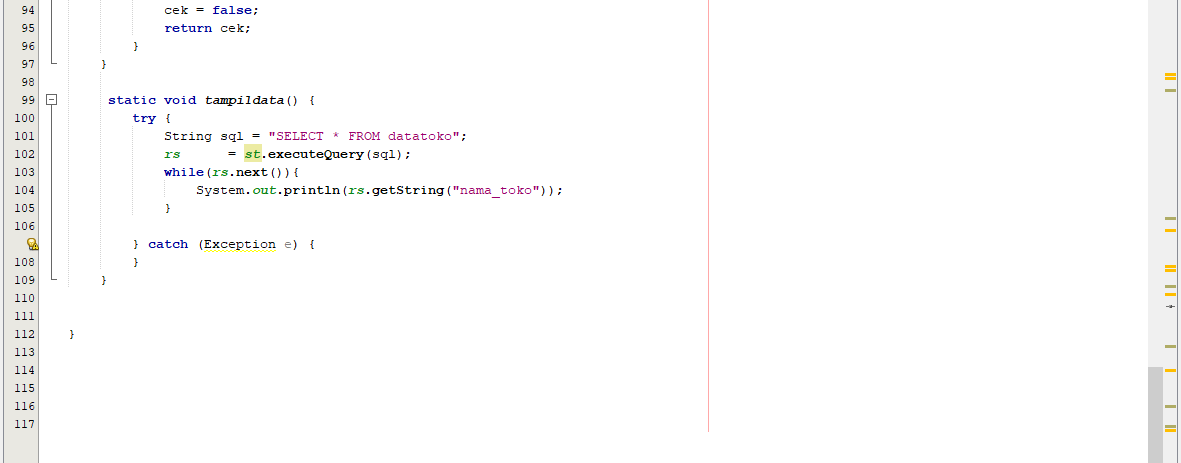 94 cek = false;
95 return cek;
96 }
97 }
98
99 static void tampildata() {
100 try {
101 String sql = "SELECT * FROM datatoko";
102 rs = st.executeQuery(sql);
103 while(rs.next()){
104 System.out.println(rs.getString("nama_toko"));
105 }
106
} catch (Exception e) {
108 }
109 }
110
111
112 }
113
114
115
116
117